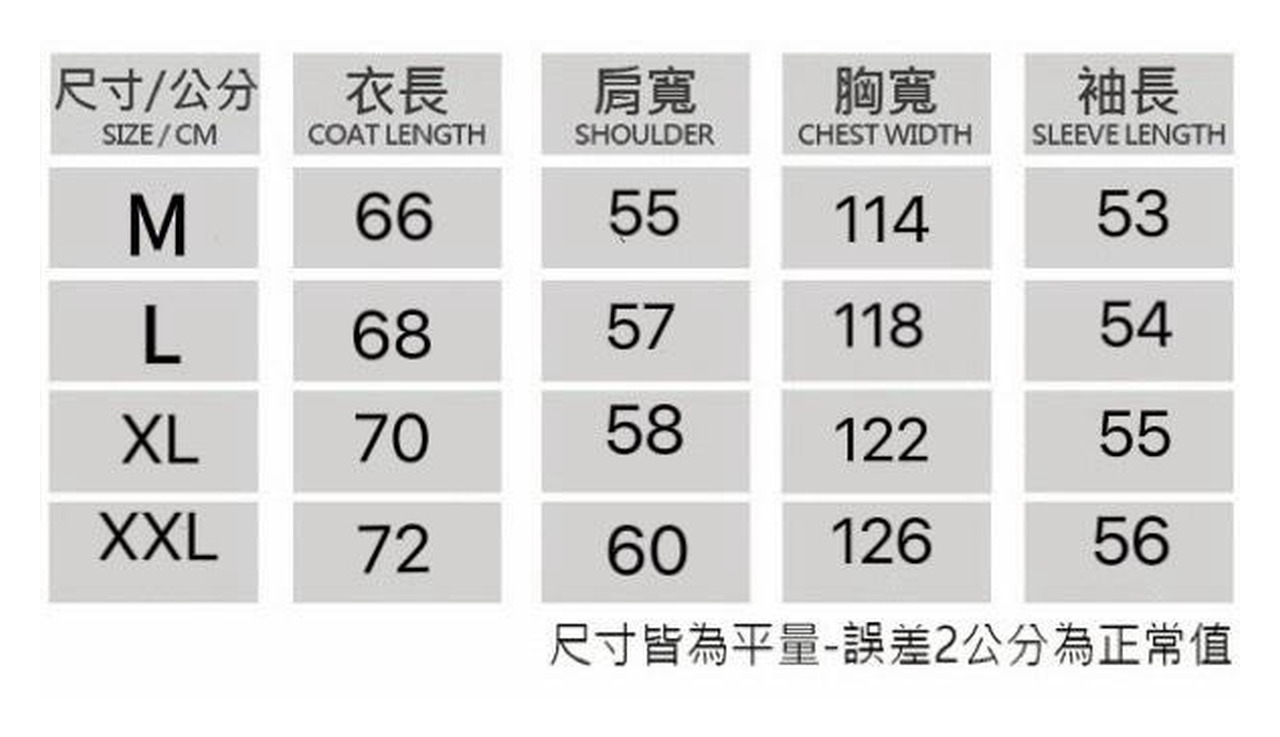 尺寸/公分 衣長 肩寬 胸寬 袖長
SIZE / CM COAT LENGTH SHOULDER CHEST WIDTH SLEEVE LENGTH
M 66 55 114 53
L 68 57 118 54
XL 70 58 122 55
XXL 72 60 126 56
尺寸皆為平量-誤差2公分為正常值